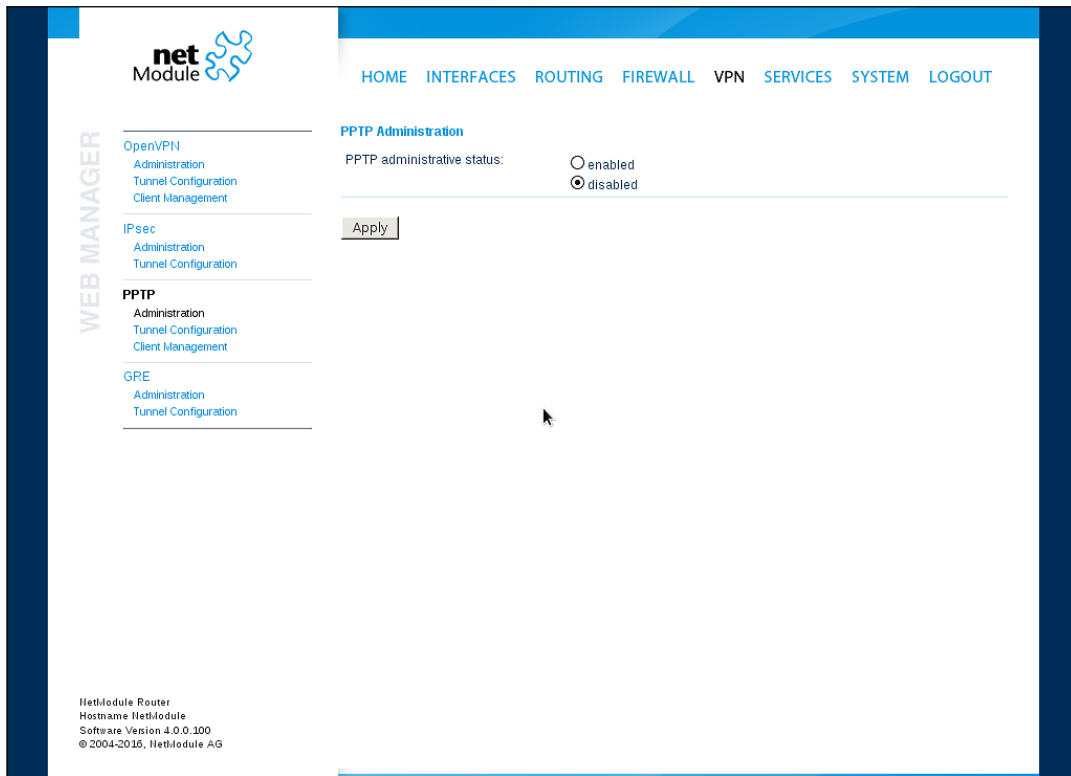 net
Module
HOME INTERFACES ROUTING FIREWALL VPN SERVICES SYSTEM LOGOUT
WEB MANAGER
OpenVPN
Administration
Tunnel Configuration
Client Management
IPsec
Administration
Tunnel Configuration
PPTP
Administration
Tunnel Configuration
Client Management
GRE
Administration
Tunnel Configuration
PPTP Administration
PPTP administrative status:
enabled
disabled
Apply
NetModule Router
Hostname NetModule
Software Version 4.0.0.100
© 2004-2016, NetModule AG